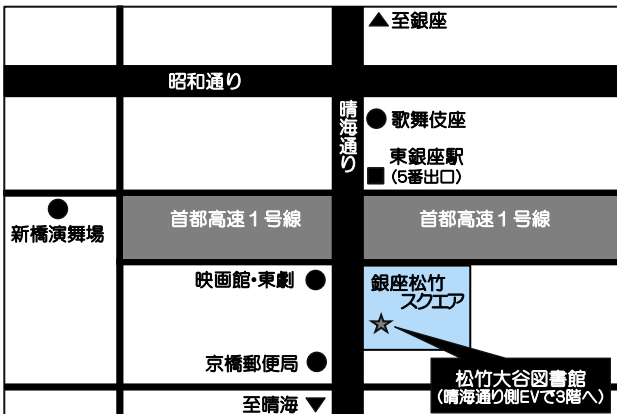 ▲至銀座
昭和通り
晴海通り
●歌舞伎座
東銀座駅
■(5番出口)
●
新橋演舞場
首都高速1号線
首都高速1号線
映画館・東劇●
銀座松竹
スクエア
☆
京橋郵便局●
松竹大谷図書館
(晴海通り側EVで3階へ)
至晴海▼